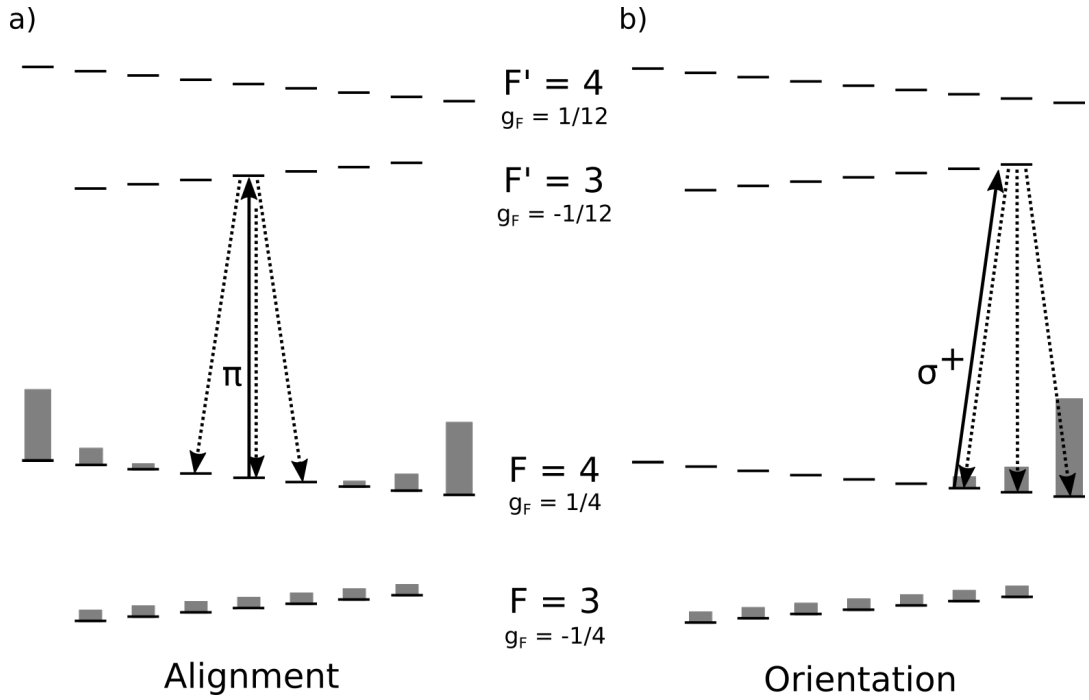 a)
b)
F' = 4
g_F = 1/12
F' = 3
g_F = -1/12
π
σ+
F = 4
g_F = 1/4
F = 3
g_F = -1/4
Alignment
Orientation